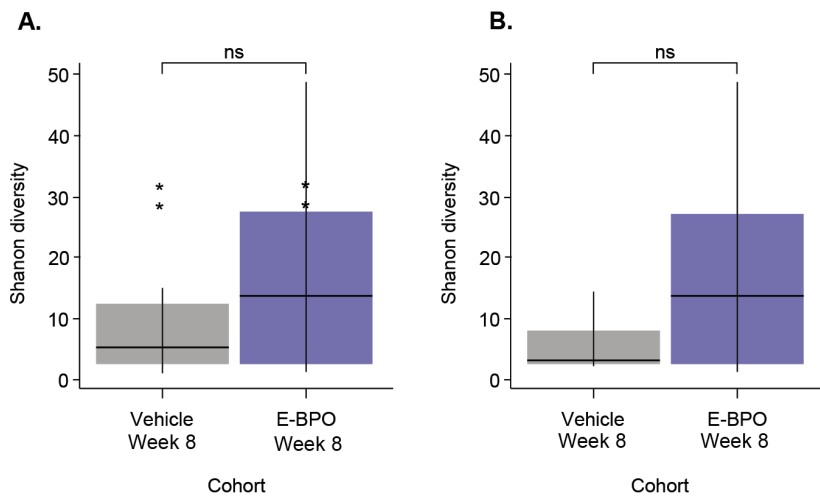 A.
ns
50
40
30
20
10
0
Shanon diversity
*
*
*
*
Vehicle
Week 8
E-BPO
Week 8
Cohort
B.
ns
50
40
30
20
10
0
Shanon diversity
Vehicle
Week 8
E-BPO
Week 8
Cohort